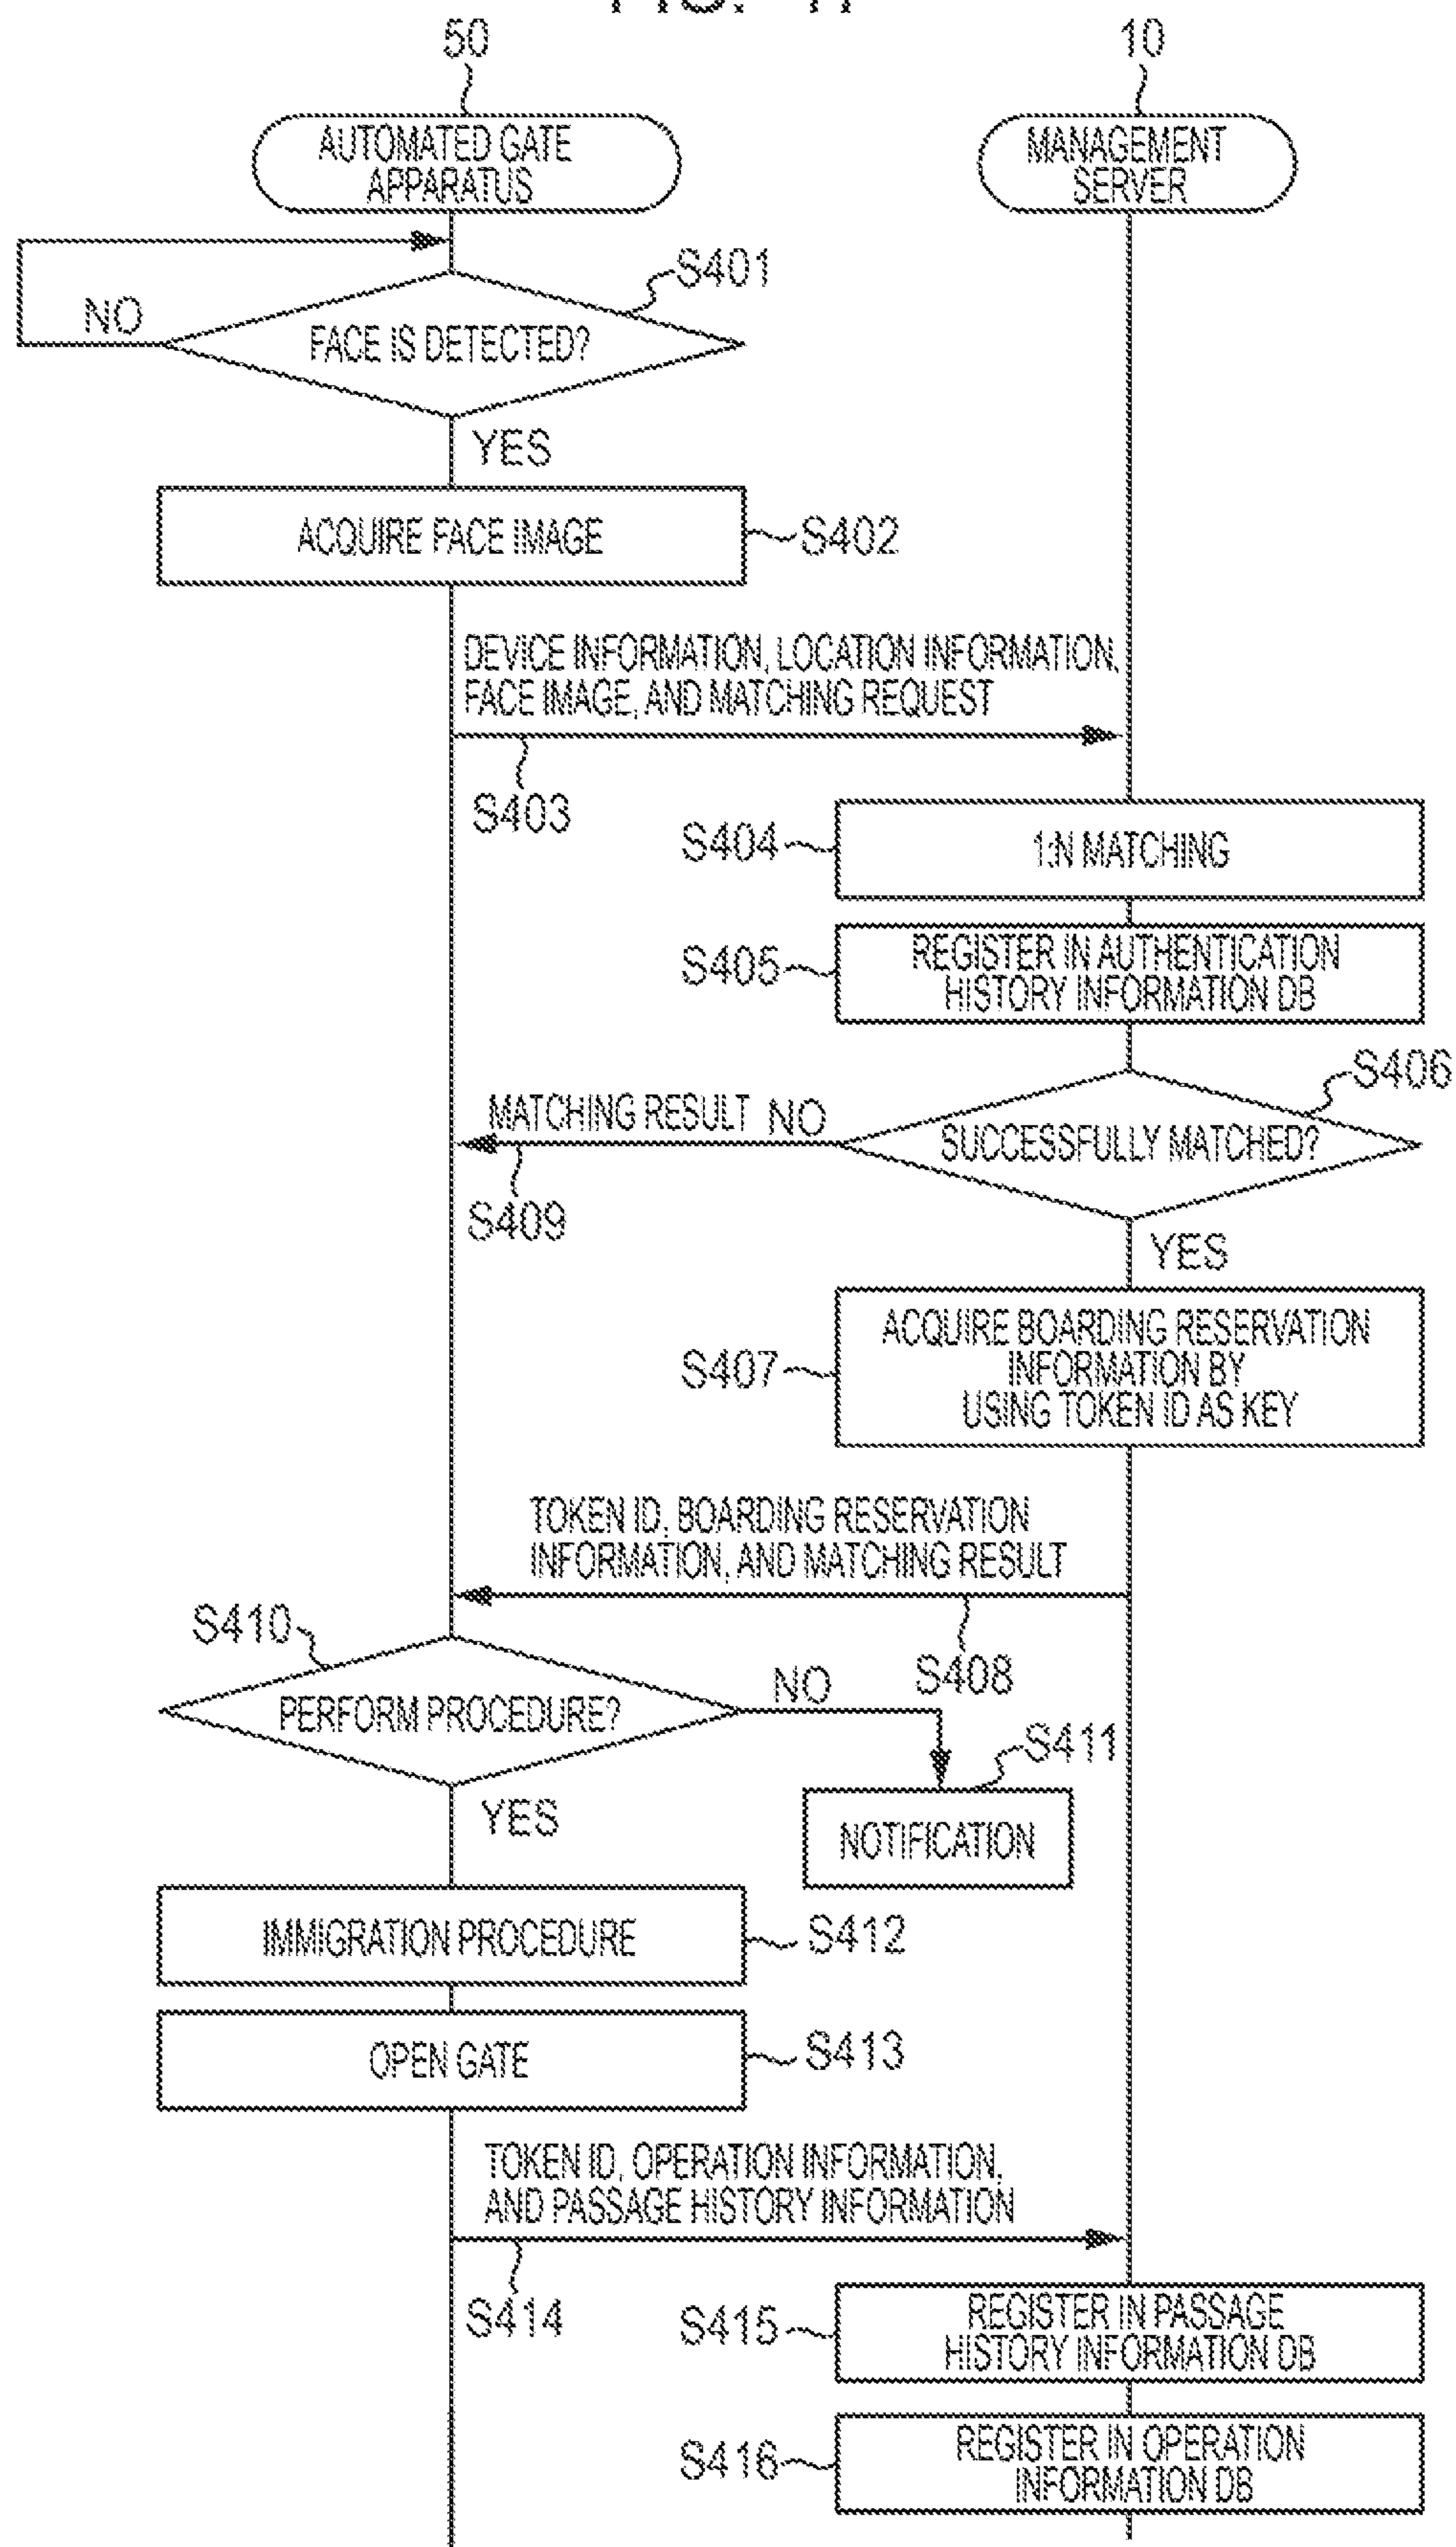 50
10
AUTOMATED GATE
APPARATUS
MANAGEMENT
SERVER
S401
NO
FACE IS DETECTED?
YES
ACQUIRE FACE IMAGE
S402
DEVICE INFORMATION, LOCATION INFORMATION,
FACE IMAGE, AND MATCHING REQUEST
S403
S404
1:N MATCHING
S405
REGISTER IN AUTHENTICATION
HISTORY INFORMATION DB
S406
MATCHING RESULT
NO
SUCCESSFULLY MATCHED?
S409
YES
S407
ACQUIRE BOARDING RESERVATION
INFORMATION BY
USING TOKEN ID AS KEY
TOKEN ID, BOARDING RESERVATION
INFORMATION, AND MATCHING RESULT
S410
S408
NO
PERFORM PROCEDURE?
S411
YES
NOTIFICATION
IMMIGRATION PROCEDURE
S412
OPEN GATE
S413
TOKEN ID, OPERATION INFORMATION,
AND PASSAGE HISTORY INFORMATION
S414
S415
REGISTER IN PASSAGE
HISTORY INFORMATION DB
S416
REGISTER IN OPERATION
INFORMATION DB